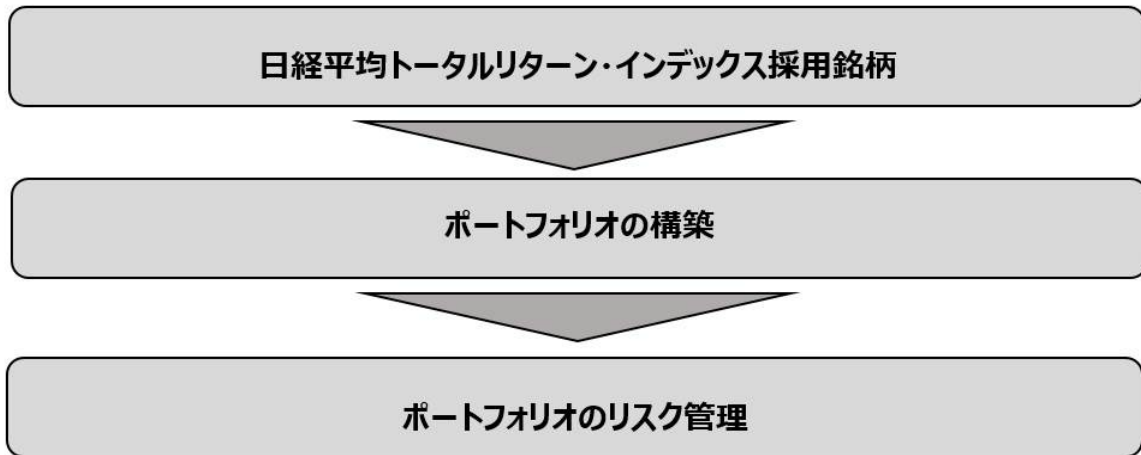 日経平均トータルリターン・インデックス採用銘柄
ポートフォリオの構築
ポートフォリオのリスク管理